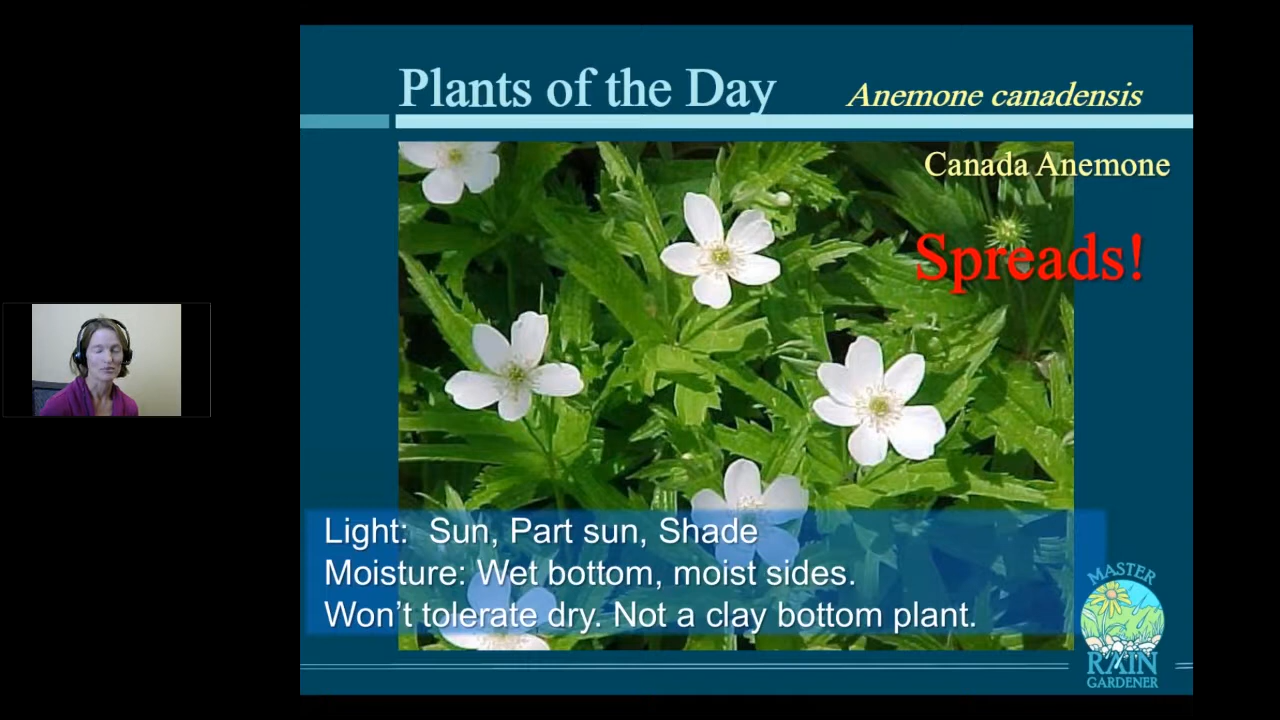 Plants of the Day
Anemone canadensis
Canada Anemone
Spreads!
Light:  Sun, Part sun, Shade
Moisture: Wet bottom, moist sides.
Won't tolerate dry. Not a clay bottom plant.
MASTER
RAIN
GARDENER